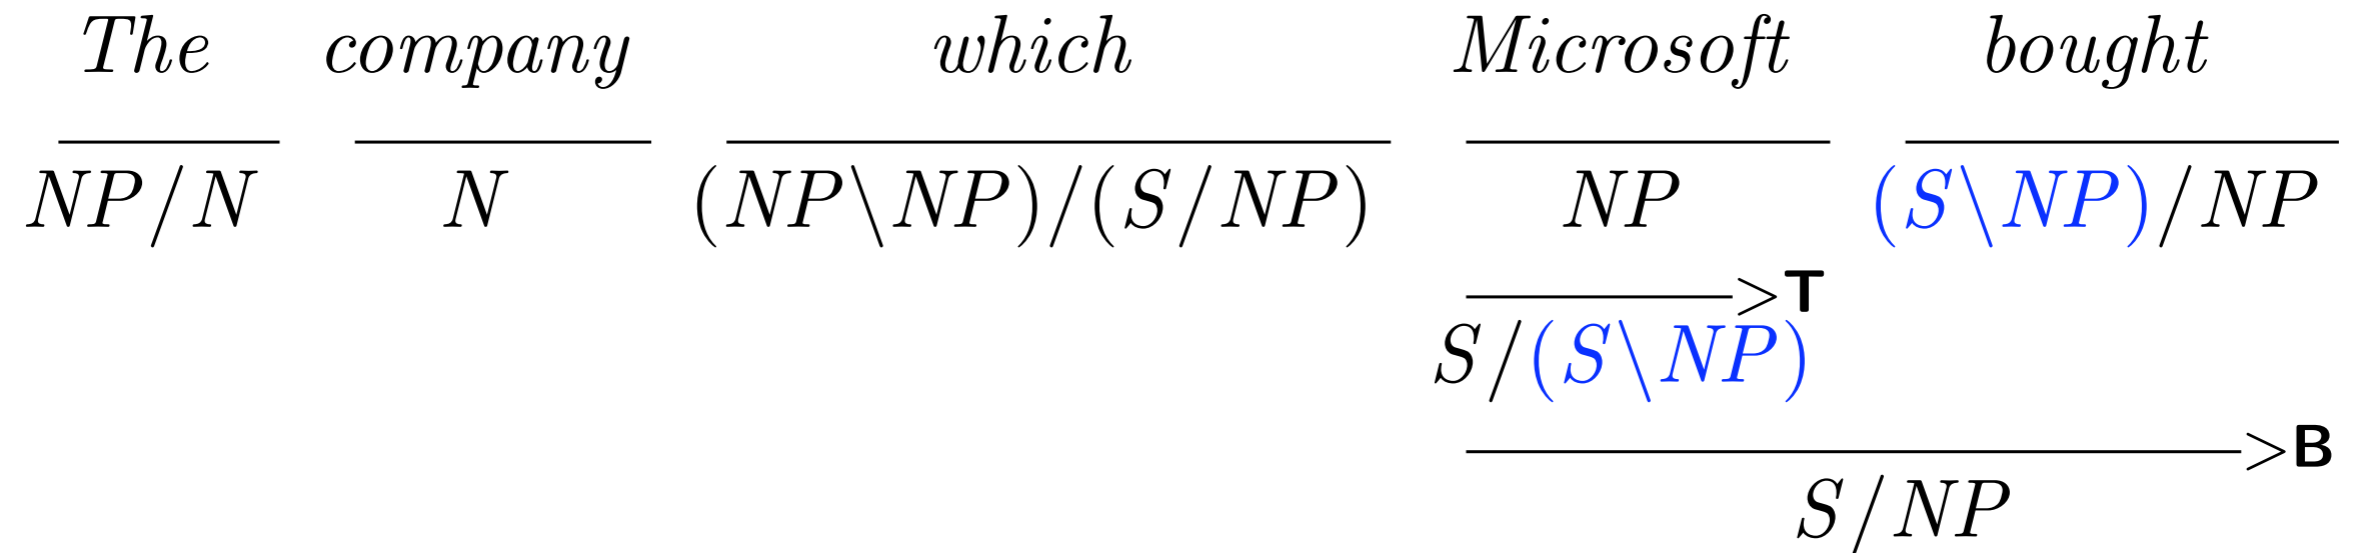 The company which Microsoft bought
NP/N N (NP\NP)/(S/NP) NP (S\NP)/NP
>T
S/(S\NP)
>B
S/NP